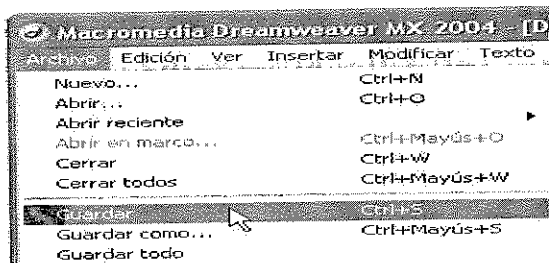 Macromedia Dreamweaver MX 2004 - [D
Archivo Edición Ver Insertar Modificar Texto
Nuevo... Ctrl+N
Abrir... Ctrl+O
Abrir reciente
Abrir en marco... Ctrl+Mayús+O
Cerrar Ctrl+W
Cerrar todos Ctrl+Mayús+W
Guardar Ctrl+S
Guardar como... Ctrl+Mayús+S
Guardar todo